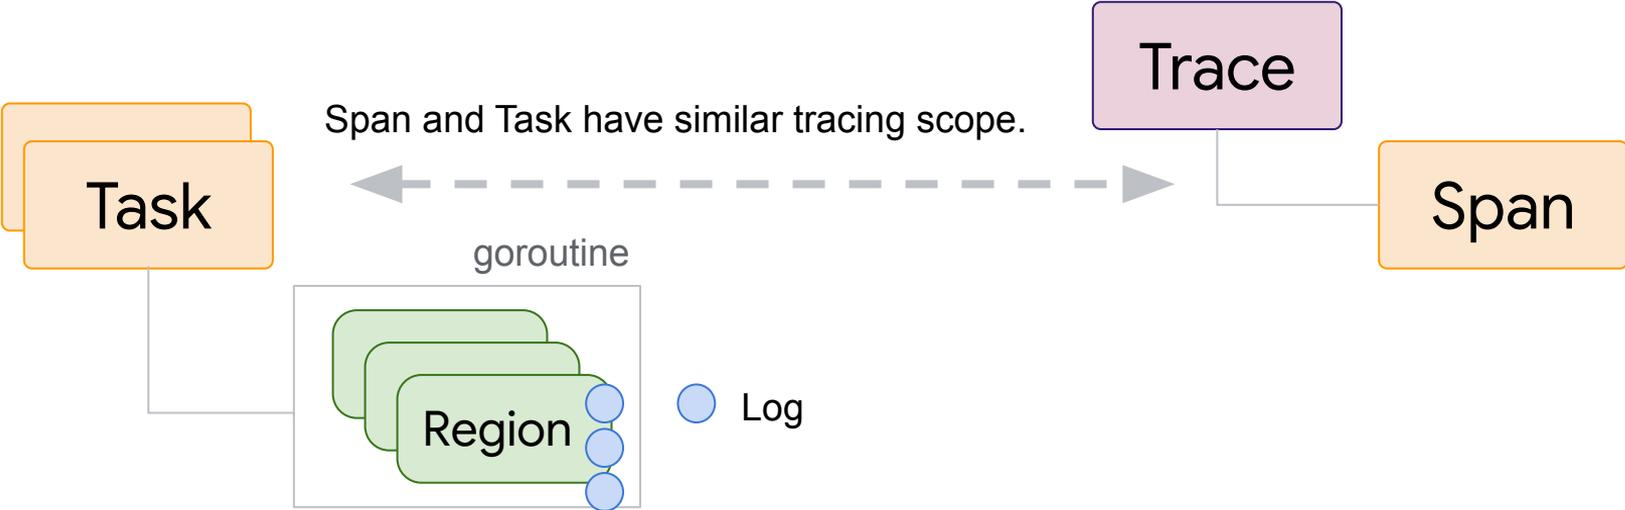 Trace
Span and Task have similar tracing scope.
Task
Span
goroutine
Region
Log